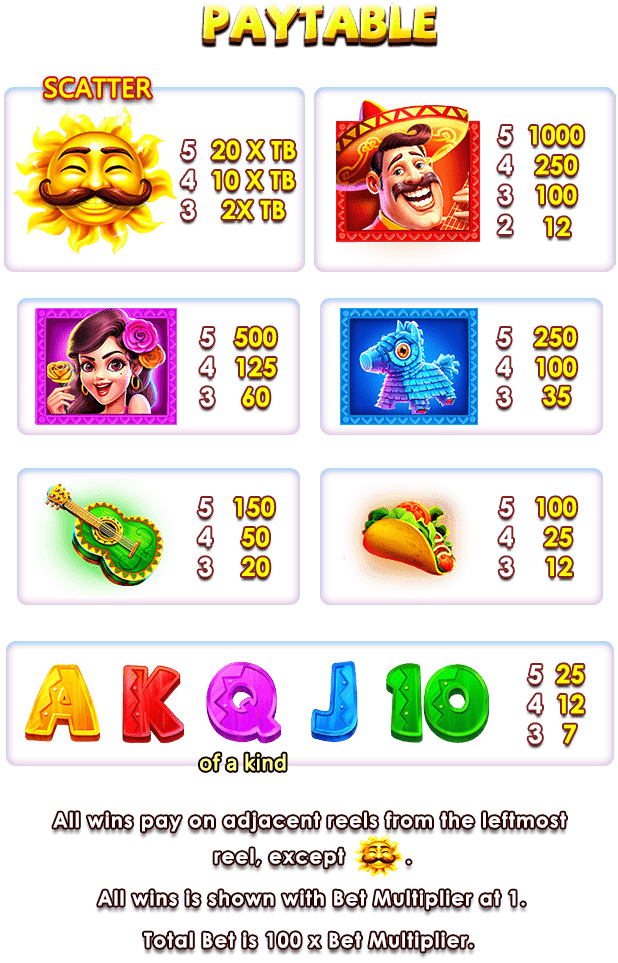 PAYTABLE
SCATTER
5 20 X TB
4 10 X TB
3 2X TB
5 1000
4 250
3 100
2 12
5 500
4 125
3 60
5 250
4 100
3 35
5 150
4 50
3 20
5 100
4 25
3 12
A K Q J 10
5 25
4 12
3 7
of a kind
All wins pay on adjacent reels from the leftmost
reel, except .
All wins is shown with Bet Multiplier at 1.
Total Bet is 100 x Bet Multiplier.